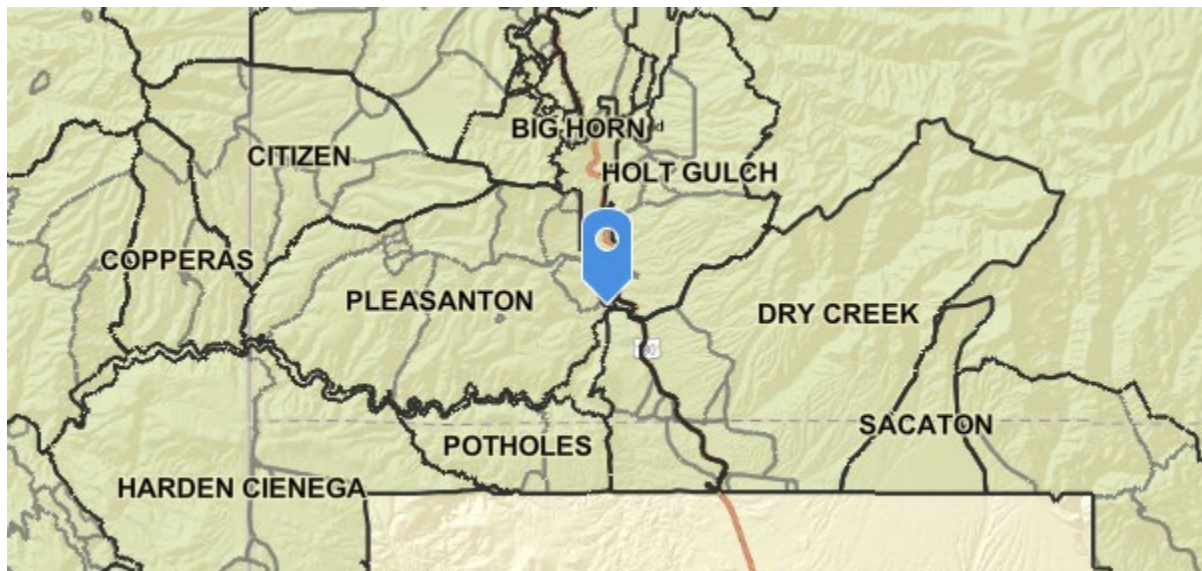 BIG HORN
CITIZEN
HOLT GULCH
COPPERAS
PLEASANTON
DRY CREEK
SACATON
POTHOLES
HARDEN CIENEGA